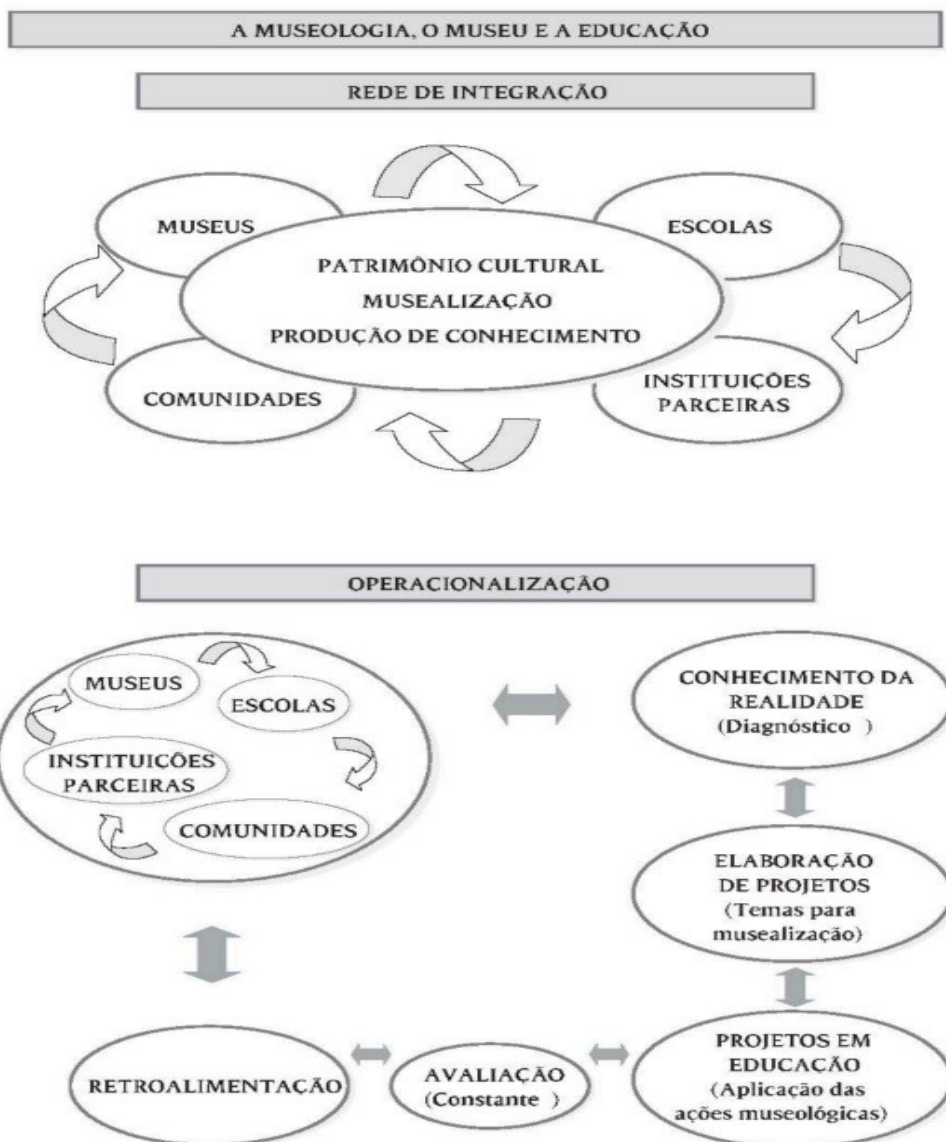 A MUSEOLOGIA, O MUSEU E A EDUCAÇÃO
REDE DE INTEGRAÇÃO
MUSEUS
ESCOLAS
PATRIMÔNIO CULTURAL
MUSEALIZAÇÃO
PRODUÇÃO DE CONHECIMENTO
COMUNIDADES
INSTITUIÇÕES
PARCEIRAS
OPERACIONALIZAÇÃO
MUSEUS
ESCOLAS
INSTITUIÇÕES
PARCEIRAS
COMUNIDADES
CONHECIMENTO DA
REALIDADE
(Diagnóstico )
ELABORAÇÃO
DE PROJETOS
(Temas para
musealização)
PROJETOS EM
EDUCAÇÃO
(Aplicação das
ações museológicas)
AVALIAÇÃO
(Constante )
RETROALIMENTAÇÃO